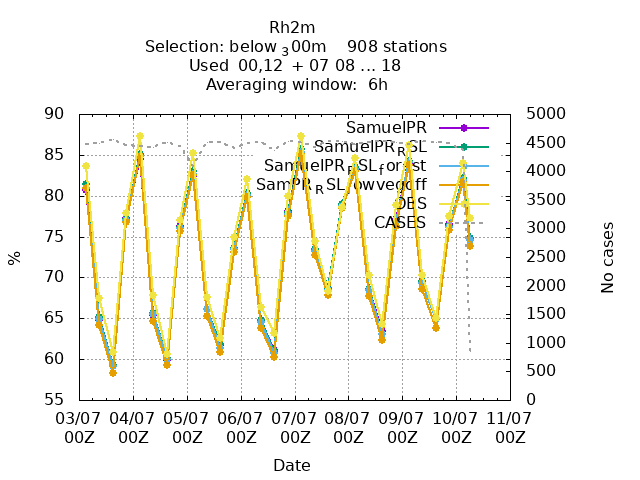 Rh2m
Selection: below 300m 908 stations
Used 00,12 + 07 08 ... 18
Averaging window: 6h
SamuelPR
SamuelPRRSL
SamuelPRRSLforest
SamPRRSLlowvegoff
OBS
CASES
90
85
80
75
70
65
60
55
%
5000
4500
4000
3500
3000
2500
2000
1500
1000
500
0
No cases
03/07 04/07 05/07 06/07 07/07 08/07 09/07 10/07 11/07
00Z 00Z 00Z 00Z 00Z 00Z 00Z 00Z 00Z
Date